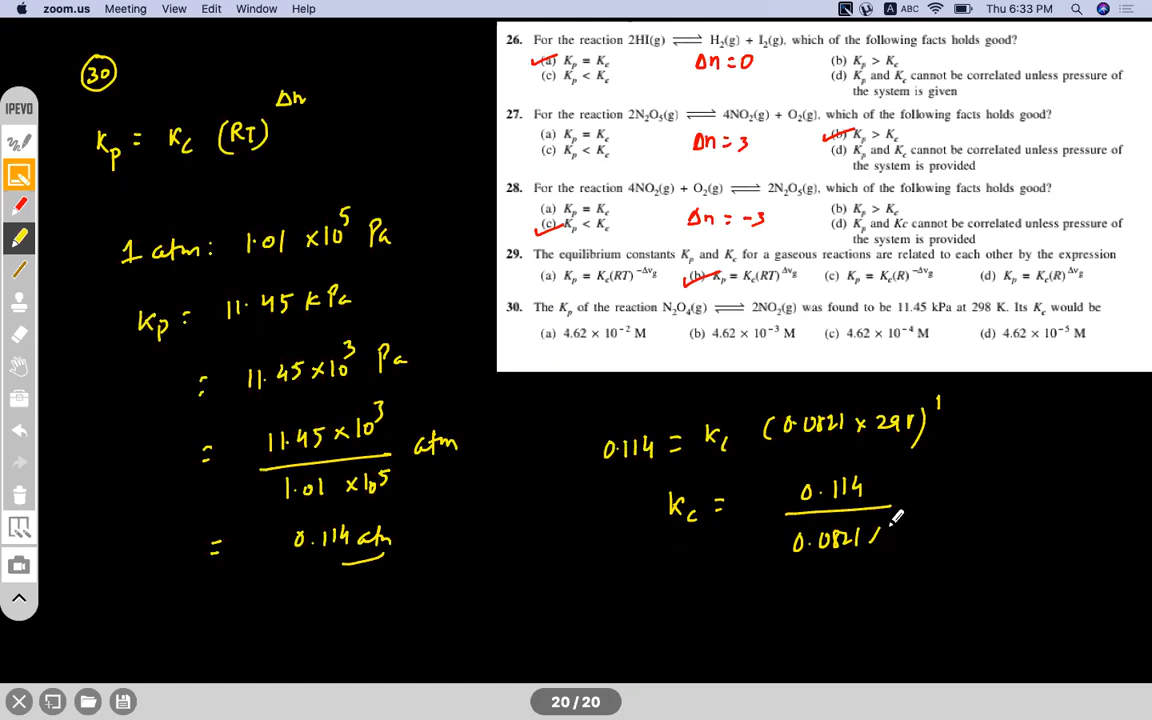 zoom.us Meeting View Edit Window Help ABC Thu 6:33 PM
30
Kp = Kc (RT)^Δn
1 atm: 1.01 ×10^5 Pa
Kp = 11.45 kPa
= 11.45×10^3 Pa
= 11.45×10^3 / 1.01 ×10^5 atm
= 0.114 atm
26. For the reaction 2HI(g) ⇌ H₂(g) + I₂(g), which of the following facts holds good?
(a) Kp = Kc (b) Kp > Kc
Δn = 0
(c) Kp < Kc (d) Kp and Kc cannot be correlated unless pressure of
the system is given
27. For the reaction 2N₂O₅(g) ⇌ 4NO₂(g) + O₂(g), which of the following facts holds good?
(a) Kp = Kc (b) Kp > Kc
Δn = 3
(c) Kp < Kc (d) Kp and Kc cannot be correlated unless pressure of
the system is provided
28. For the reaction 4NO₂(g) + O₂(g) ⇌ 2N₂O₅(g), which of the following facts holds good?
(a) Kp = Kc (b) Kp > Kc
Δn = -3
(c) Kp < Kc (d) Kp and Kc cannot be correlated unless pressure of
the system is provided
29. The equilibrium constants Kp and Kc for a gaseous reactions are related to each other by the expression
(a) Kp = Kc(RT)^−Δνg (b) Kp = Kc(RT)^Δνg (c) Kp = Kc(R)^−Δνg (d) Kp = Kc(R)^Δνg
30. The Kp of the reaction N₂O₄(g) ⇌ 2NO₂(g) was found to be 11.45 kPa at 298 K. Its Kc would be
(a) 4.62 × 10⁻² M (b) 4.62 × 10⁻³ M (c) 4.62 × 10⁻⁴ M (d) 4.62 × 10⁻⁵ M
0.114 = Kc (0.0821 × 298)^1
Kc = 0.114 / 0.0821
IPEVO
20 / 20